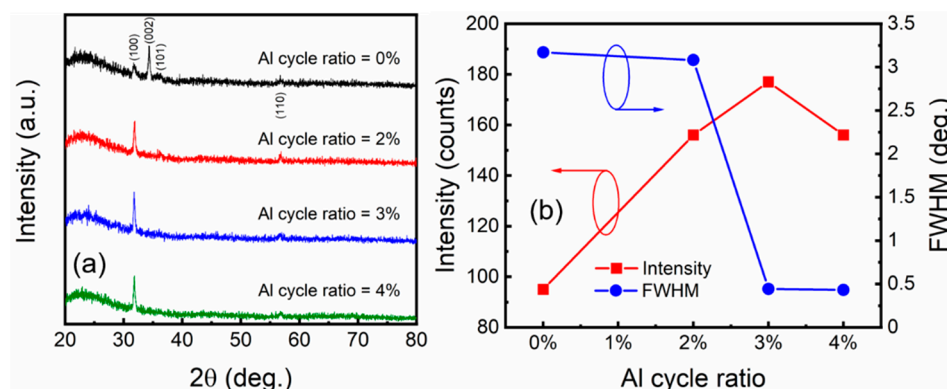 Intensity (a.u.)
(100)
(002)
(101)
(110)
Al cycle ratio = 0%
Al cycle ratio = 2%
Al cycle ratio = 3%
Al cycle ratio = 4%
(a)
20 30 40 50 60 70 80
2θ (deg.)
Intensity (counts)
200
180
160
140
120
100
80
(b)
Intensity
FWHM
0% 1% 2% 3% 4%
Al cycle ratio
3.5
3
2.5
2
1.5
1
0.5
0
FWHM (deg.)